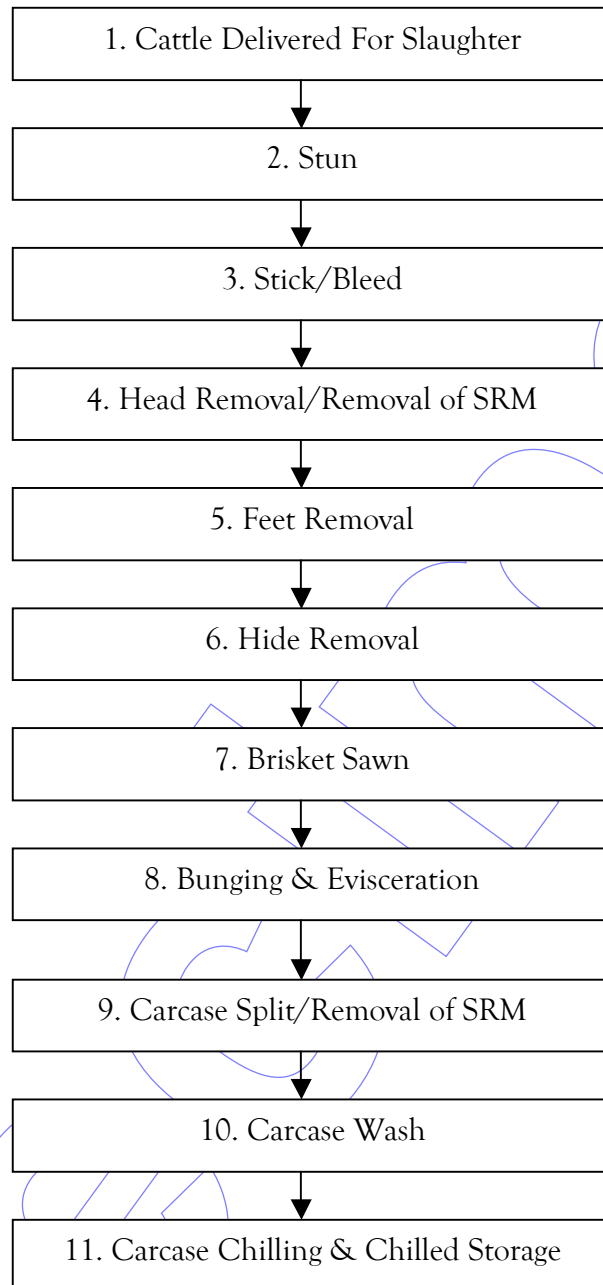 1. Cattle Delivered For Slaughter
2. Stun
3. Stick/Bleed
4. Head Removal/Removal of SRM
5. Feet Removal
6. Hide Removal
7. Brisket Sawn
8. Bunging & Evisceration
9. Carcase Split/Removal of SRM
10. Carcase Wash
11. Carcase Chilling & Chilled Storage